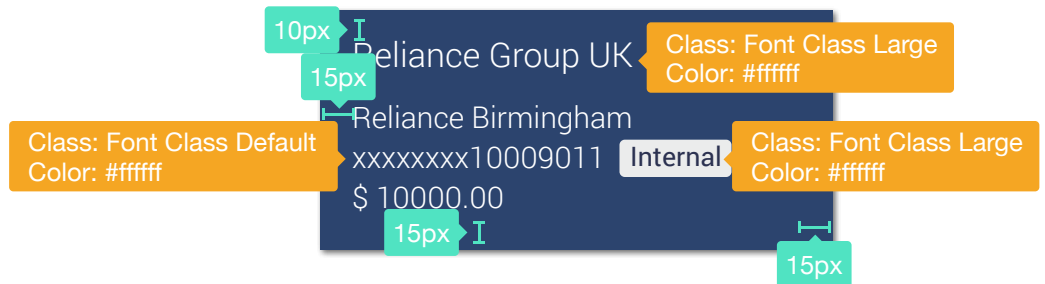 10px
Reliance Group UK
Class: Font Class Large
Color: #ffffff
15px
Reliance Birmingham
Class: Font Class Default
Color: #ffffff
xxxxxxxx10009011
Internal
Class: Font Class Large
Color: #ffffff
$ 10000.00
15px
15px